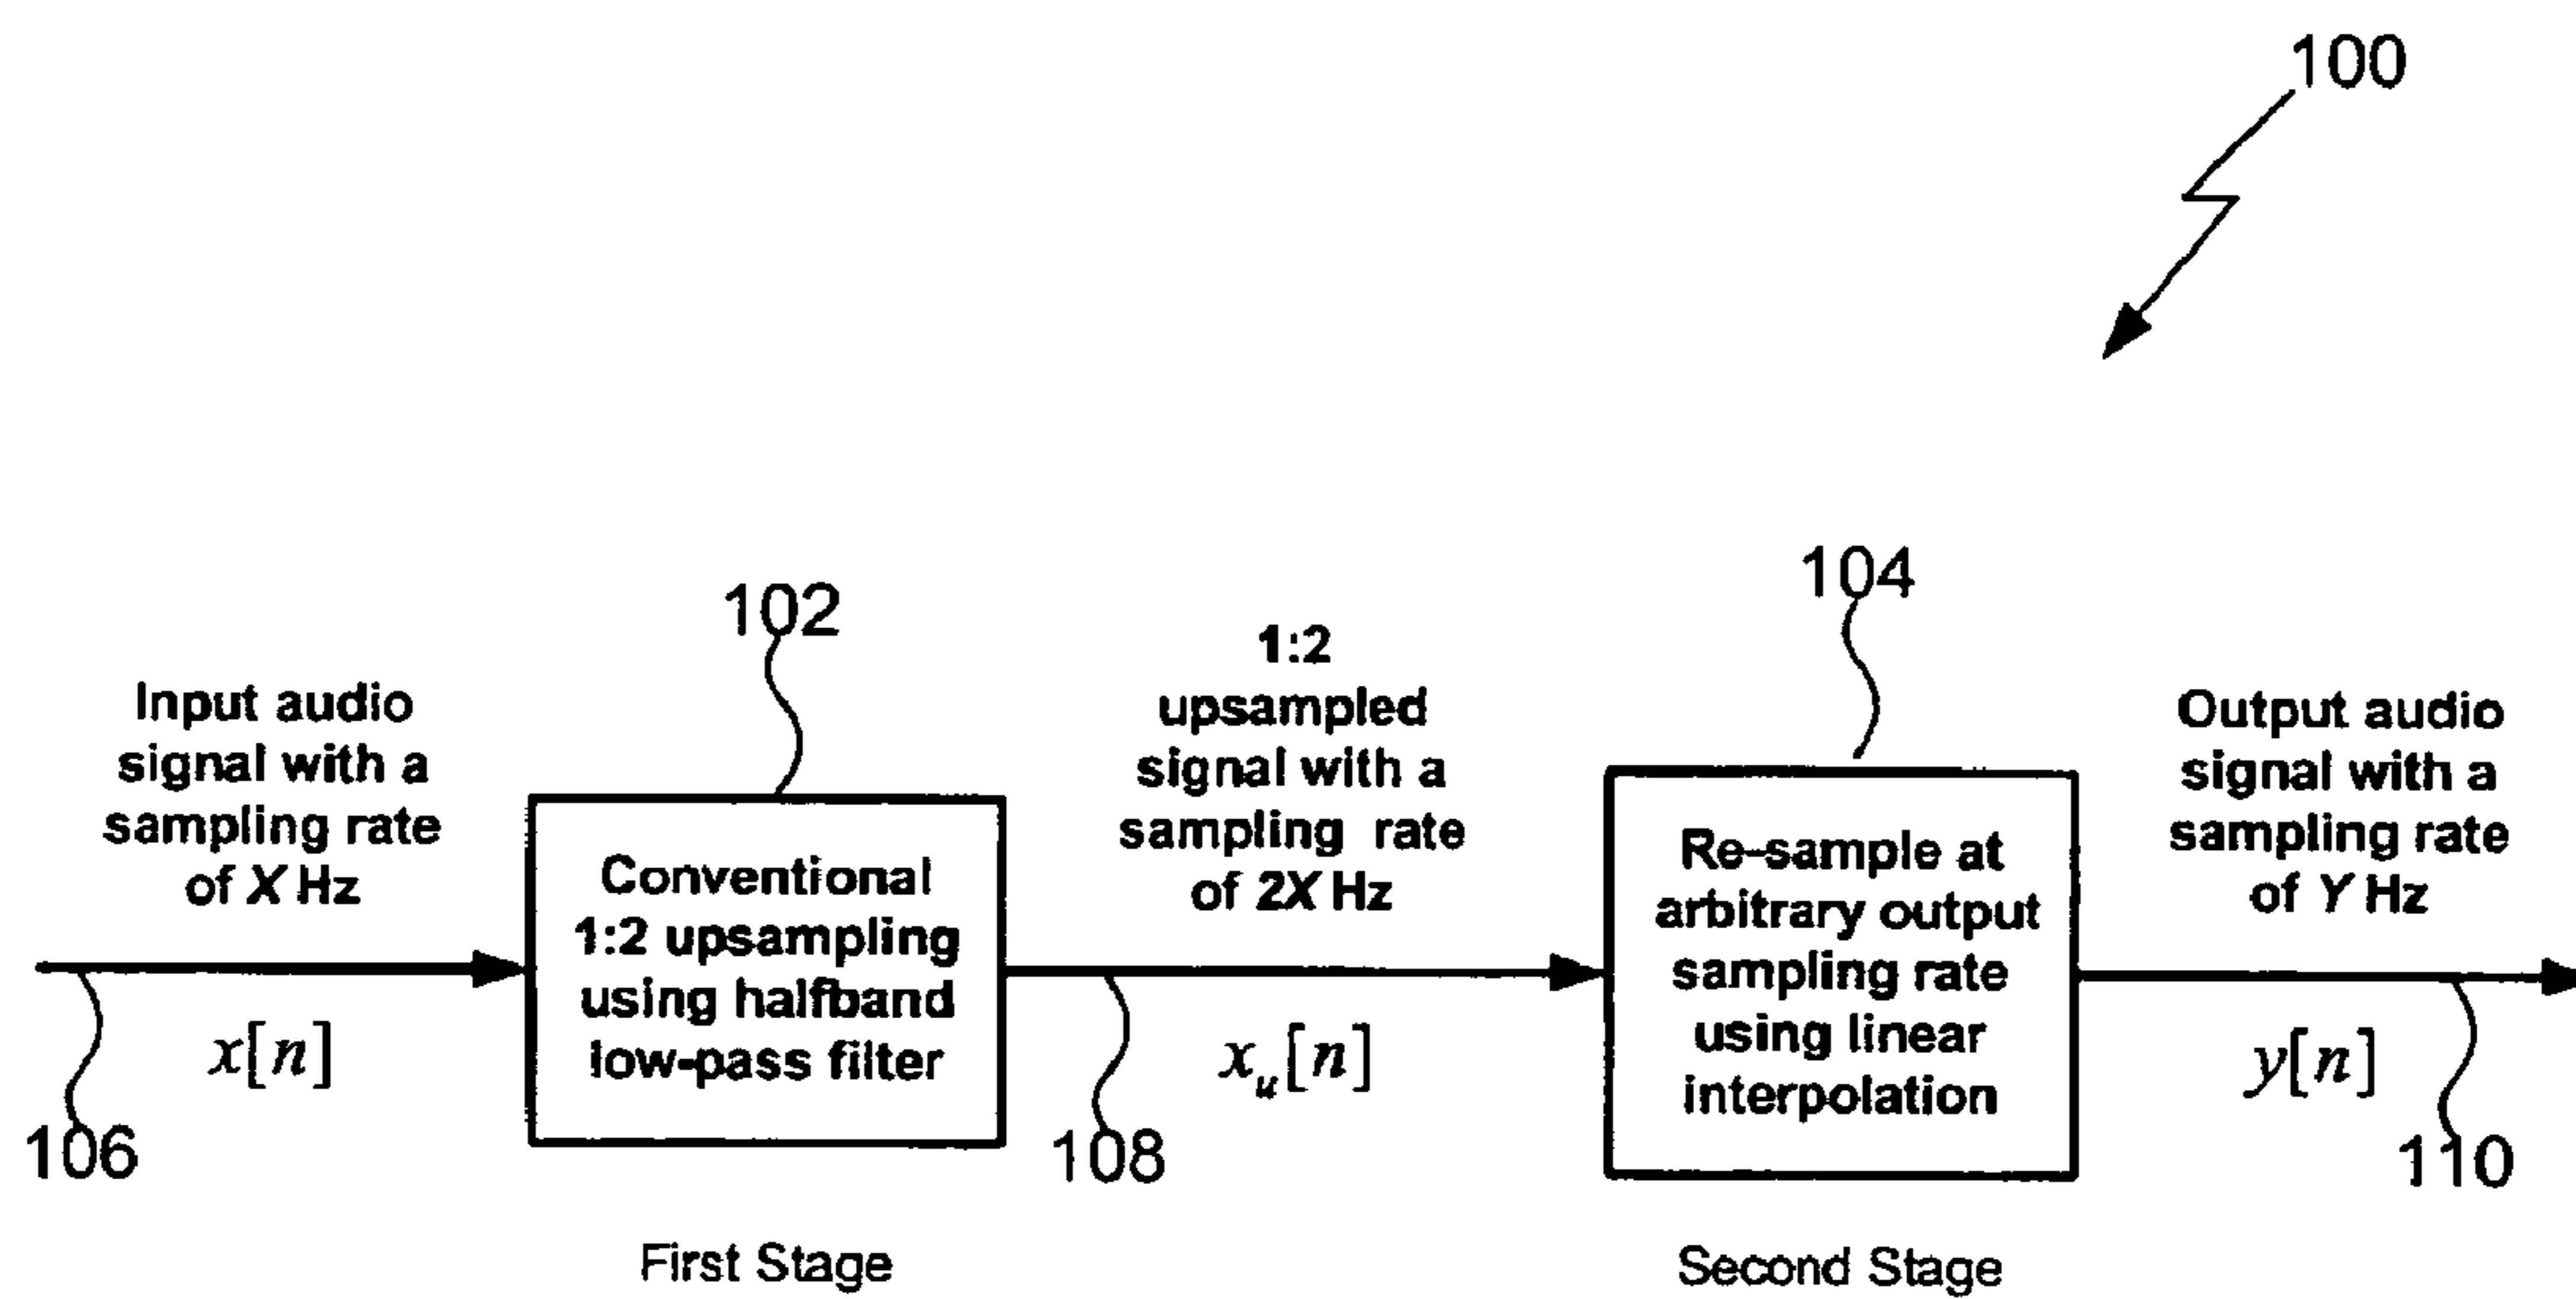 100
102
104
Input audio
signal with a
sampling rate
of X Hz
1:2
upsampled
signal with a
sampling rate
of 2X Hz
Output audio
signal with a
sampling rate
of Y Hz
Conventional
1:2 upsampling
using halfband
low-pass filter
Re-sample at
arbitrary output
sampling rate
using linear
interpolation
x[n]
x_u[n]
y[n]
106
108
110
First Stage
Second Stage